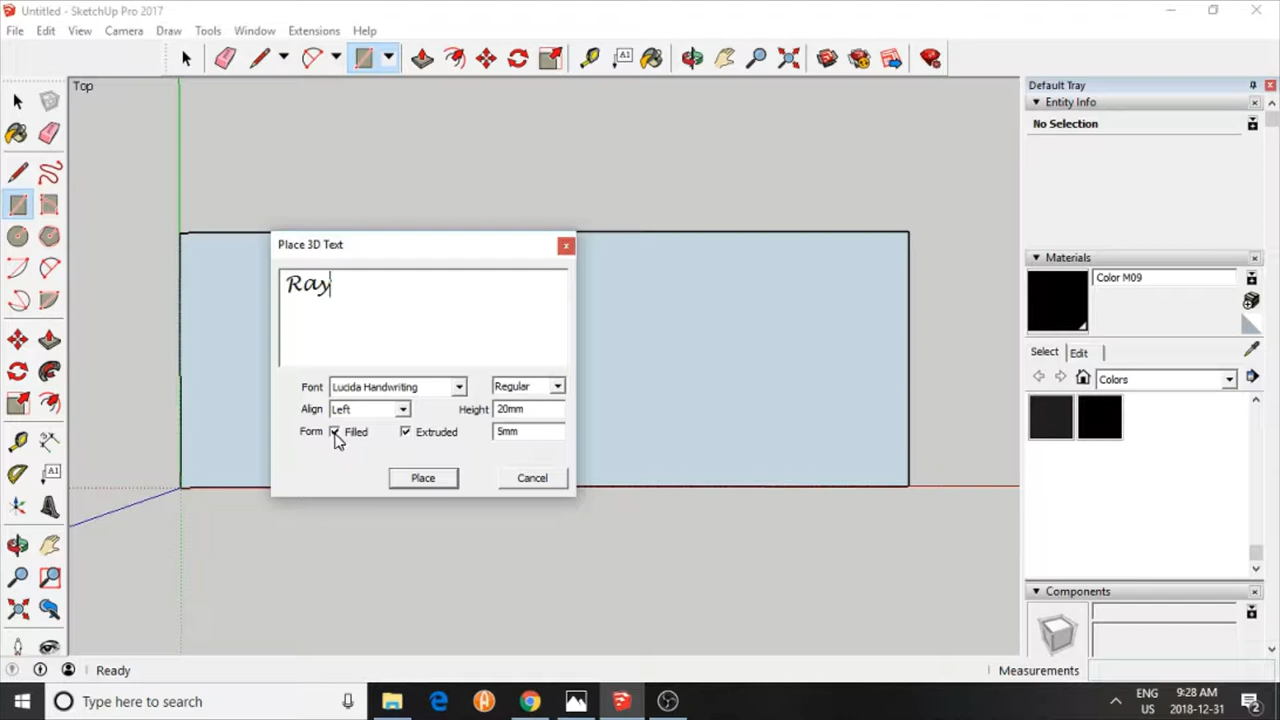 Untitled - SketchUp Pro 2017
File Edit View Camera Draw Tools Window Extensions Help
A1
Top
Default Tray
Entity Info
No Selection
Place 3D Text
Ray
Font Lucida Handwriting Regular
Align Left Height 20mm
Form Filled Extruded 5mm
Place Cancel
Materials
Color M09
Select Edit
Colors
A1
Components
Ready
Measurements
Type here to search
ENG
US
9:28 AM
2018-12-31
2